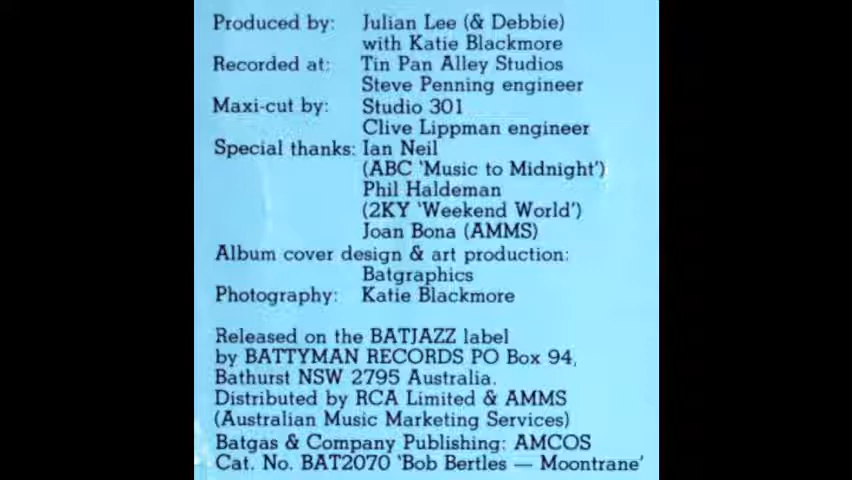 Produced by: Julian Lee (& Debbie)
with Katie Blackmore
Recorded at: Tin Pan Alley Studios
Steve Penning engineer
Maxi-cut by: Studio 301
Clive Lippman engineer
Special thanks: Ian Neil
(ABC 'Music to Midnight')
Phil Haldeman
(2KY 'Weekend World')
Joan Bona (AMMS)
Album cover design & art production:
Batgraphics
Photography: Katie Blackmore
Released on the BATJAZZ label
by BATTYMAN RECORDS PO Box 94,
Bathurst NSW 2795 Australia.
Distributed by RCA Limited & AMMS
(Australian Music Marketing Services)
Batgas & Company Publishing: AMCOS
Cat. No. BAT2070 'Bob Bertles — Moontrane'